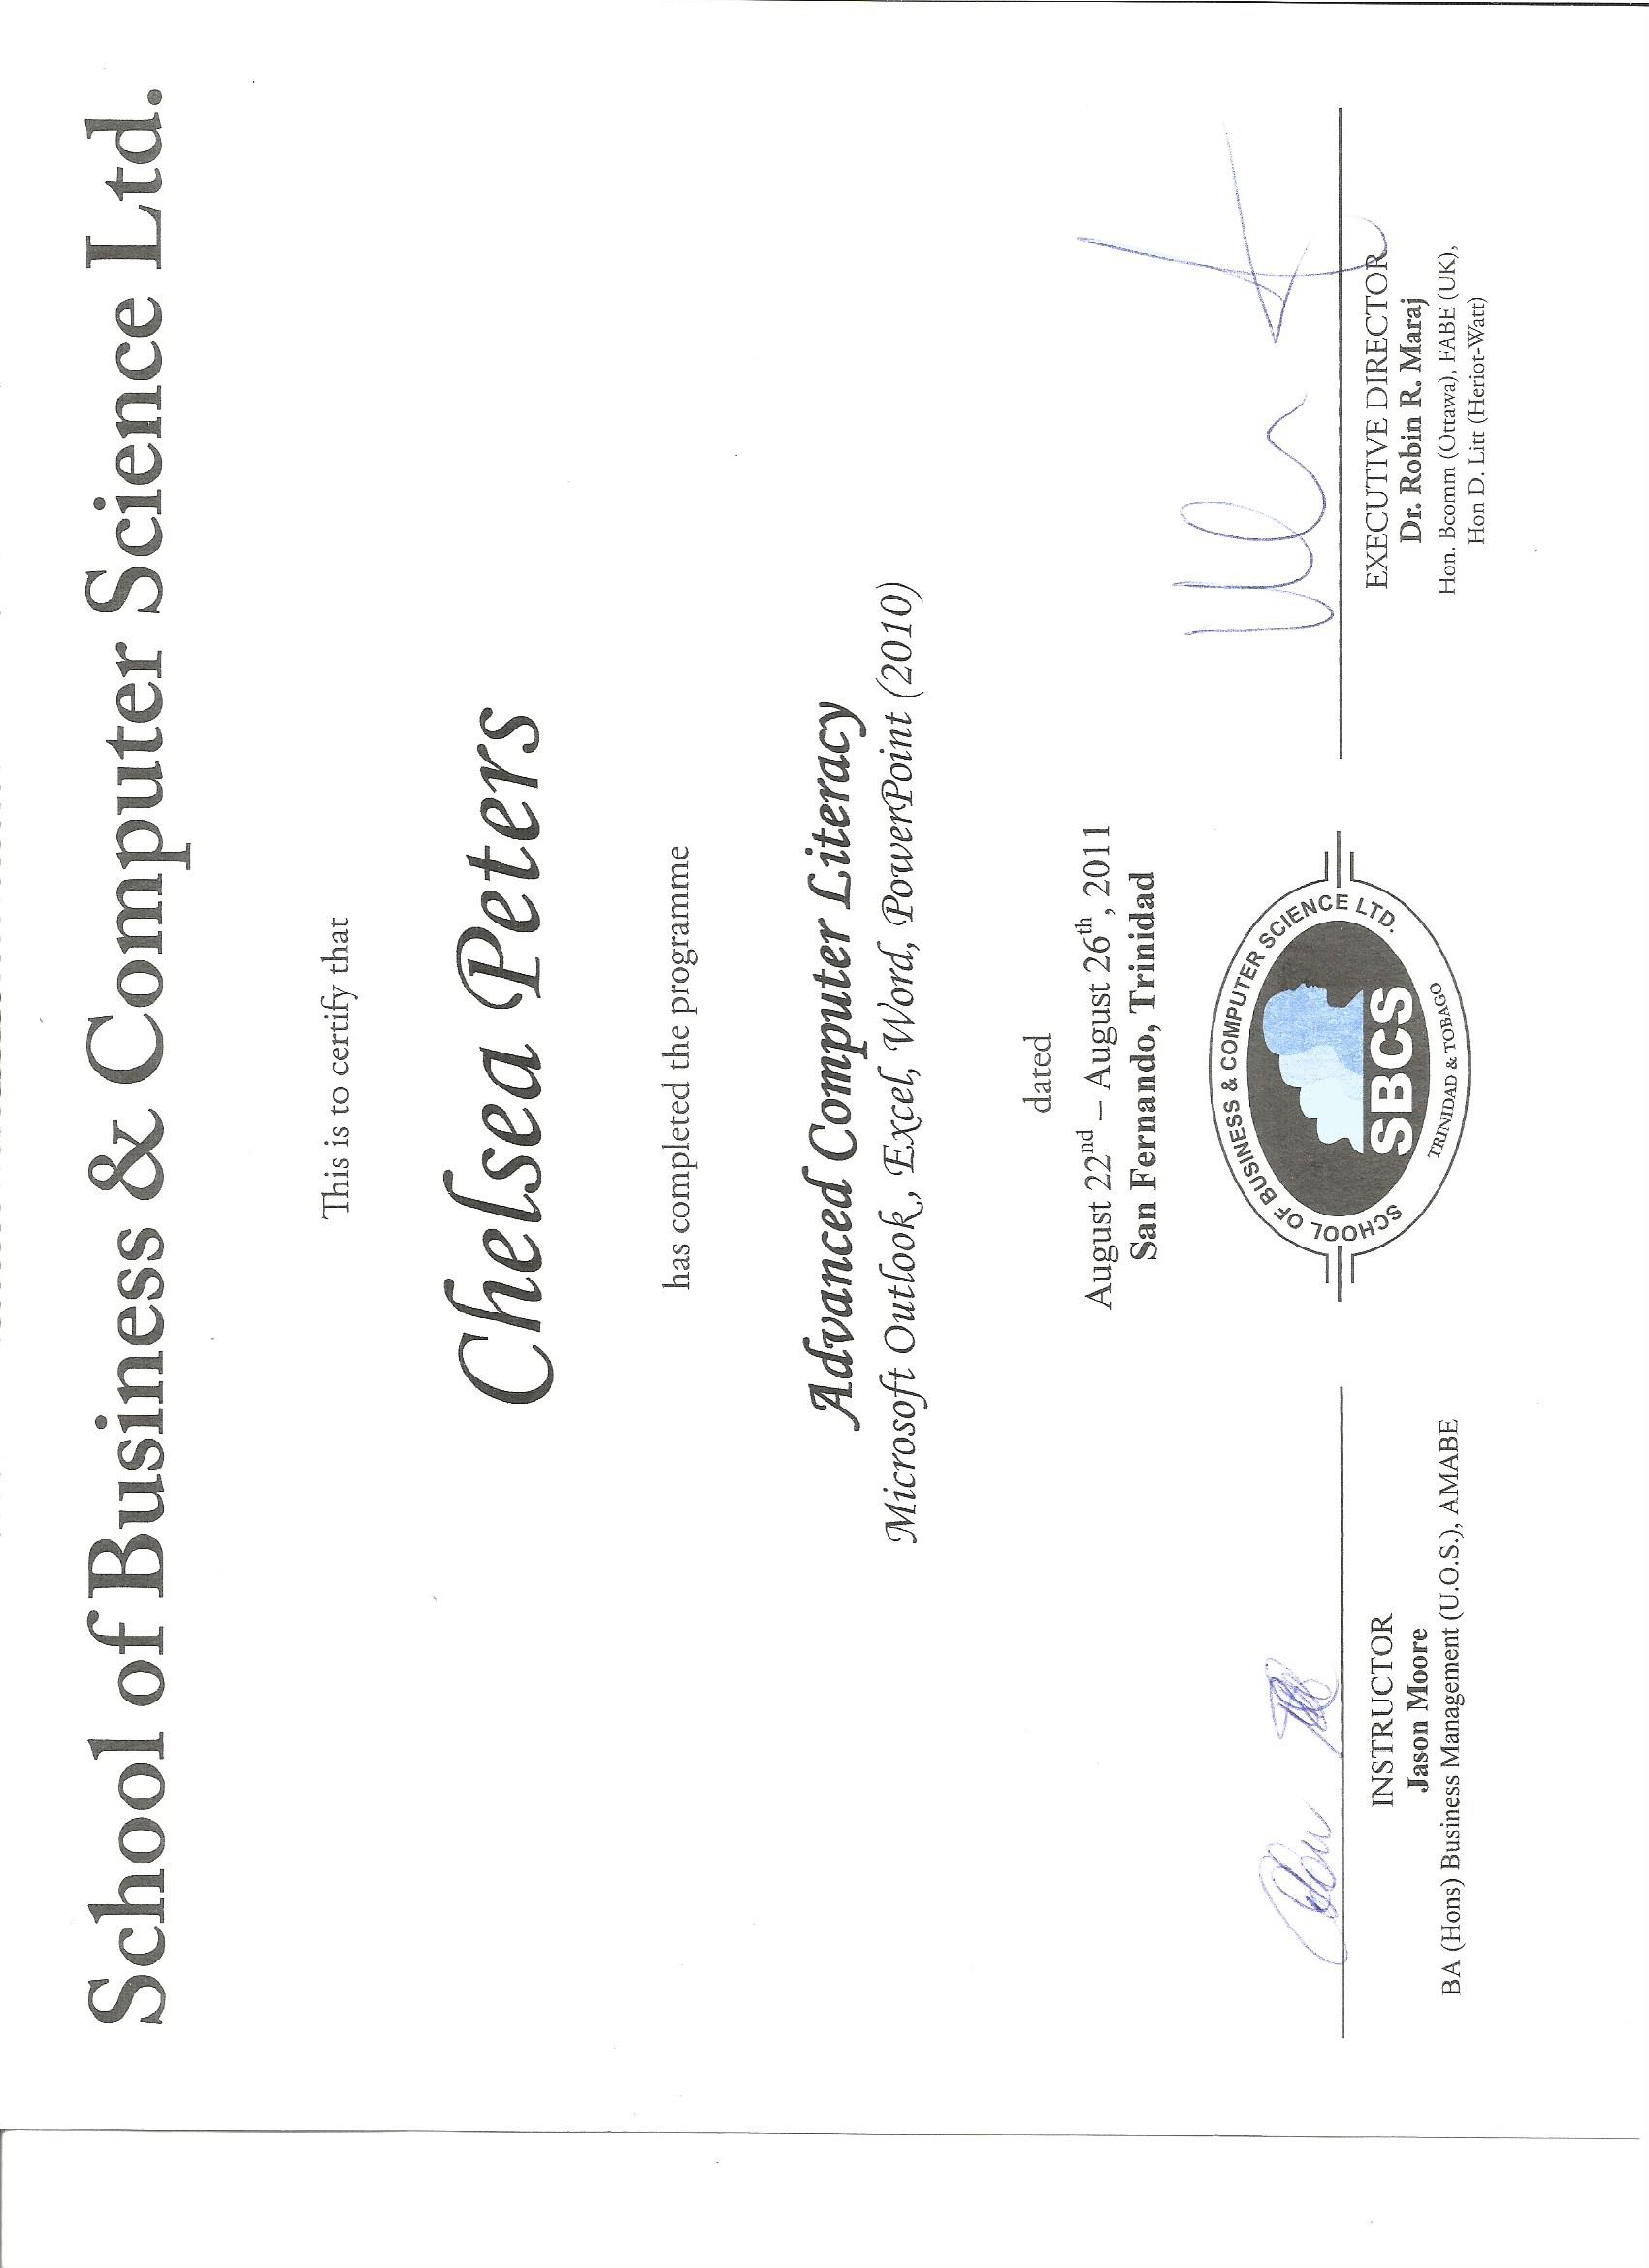 School of Business & Computer Science Ltd.
This is to certify that
Chelsea Peters
has completed the programme
Advanced Computer Literacy
Microsoft Outlook, Excel, Word, PowerPoint (2010)
dated
August 22nd – August 26th, 2011
San Fernando, Trinidad
INSTRUCTOR
Jason Moore
BA (Hons) Business Management (U.O.S.), AMABE
SCHOOL OF BUSINESS & COMPUTER SCIENCE LTD.
SBCS
TRINIDAD & TOBAGO
EXECUTIVE DIRECTOR
Dr. Robin R. Maraj
Hon. Bcomm (Ottawa), FABE (UK),
Hon D. Litt (Heriot-Watt)